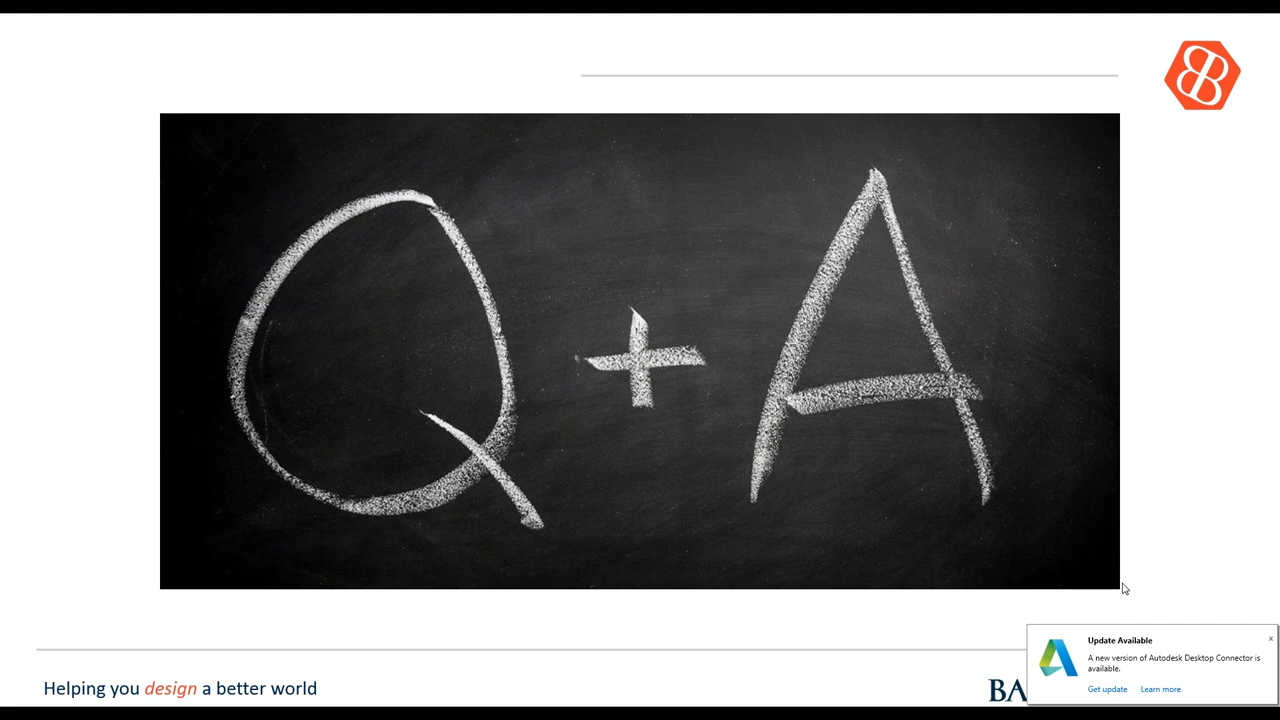 Q + A
Update Available
A new version of Autodesk Desktop Connector is
available.
Get update Learn more
Helping you design a better world